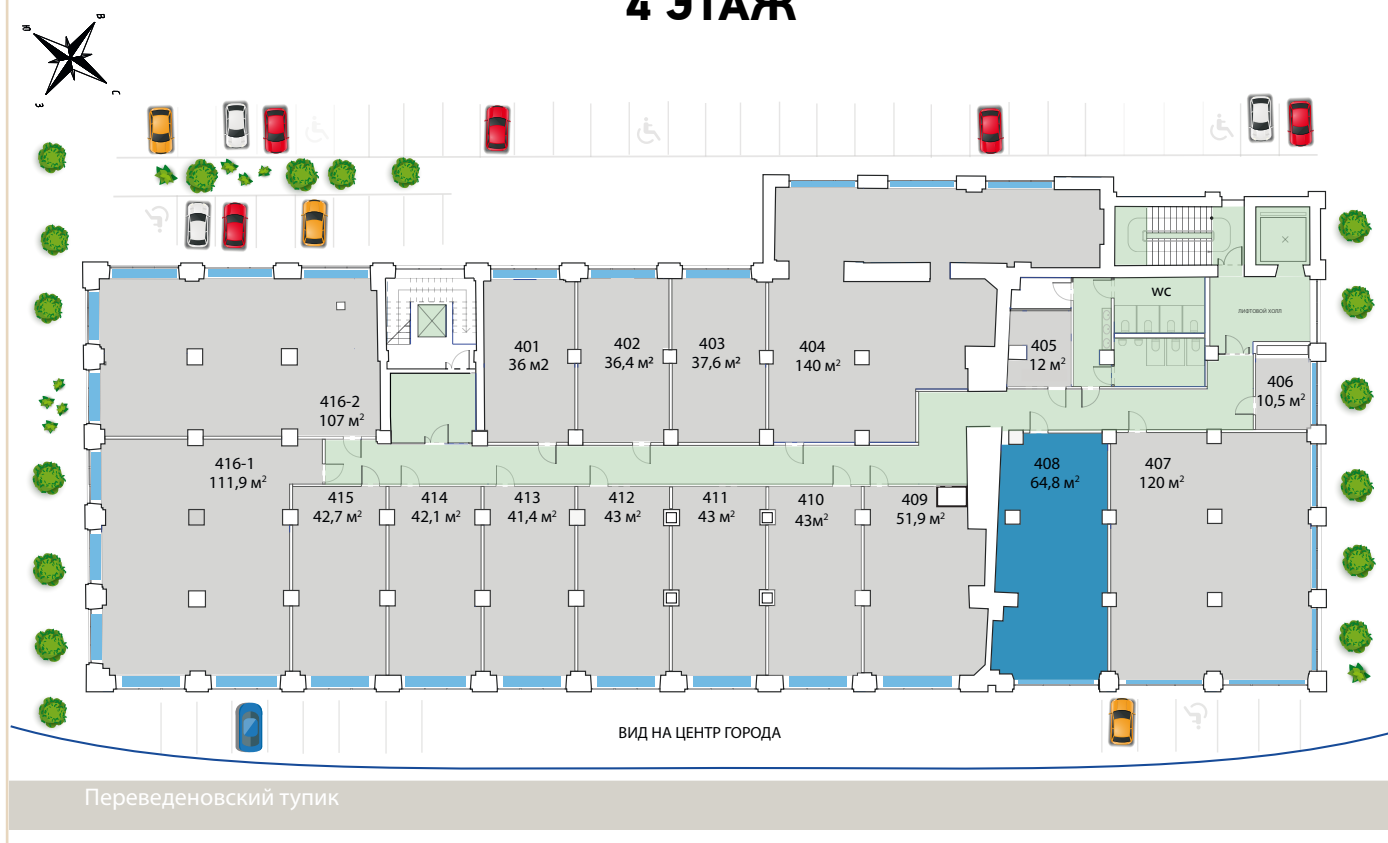 4 ЭТАЖ
В
Ю
С
З
WC
ЛИФТОВОЙ ХОЛЛ
401
36 м2
402
36,4 м²
403
37,6 м²
404
140 м²
405
12 м²
406
10,5 м²
416-2
107 м²
416-1
111,9 м²
415
42,7 м²
414
42,1 м²
413
41,4 м²
412
43 м²
411
43 м²
410
43м²
409
51,9 м²
408
64,8 м²
407
120 м²
ВИД НА ЦЕНТР ГОРОДА
Переведеновский тупик